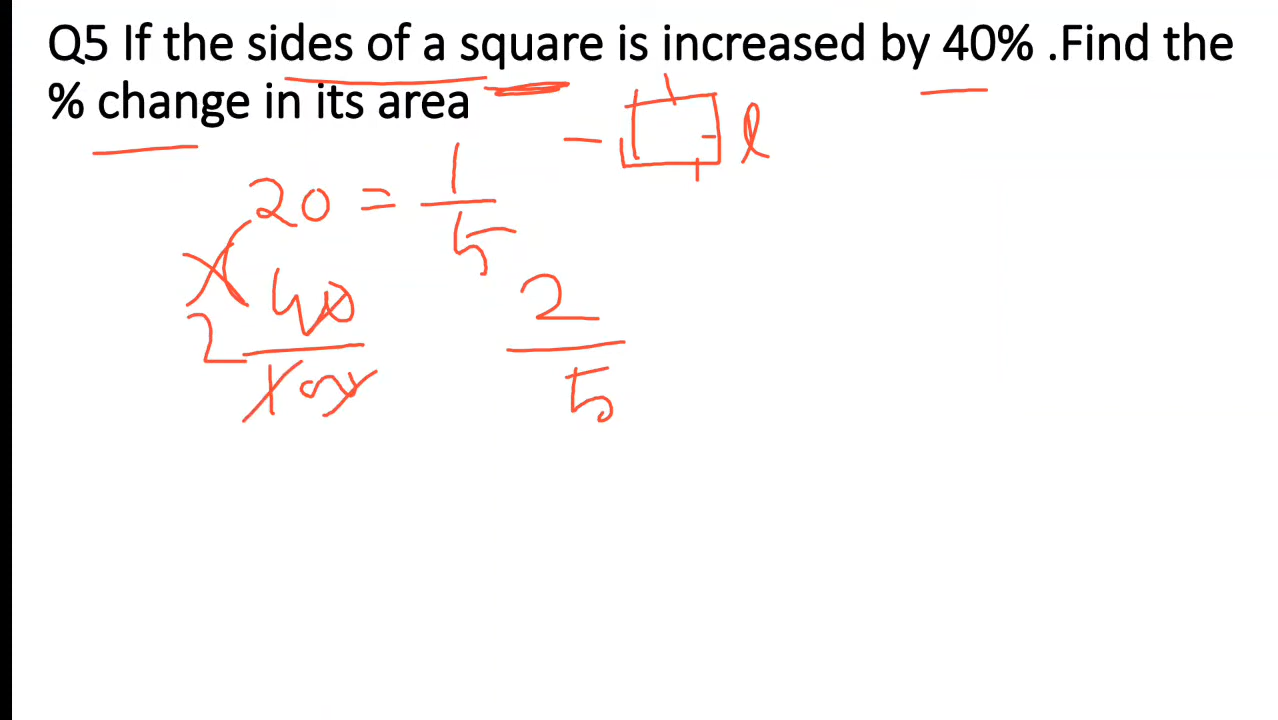 Q5 If the sides of a square is increased by 40% .Find the
% change in its area
l
20 = 1/5
×2
40/100
2/5